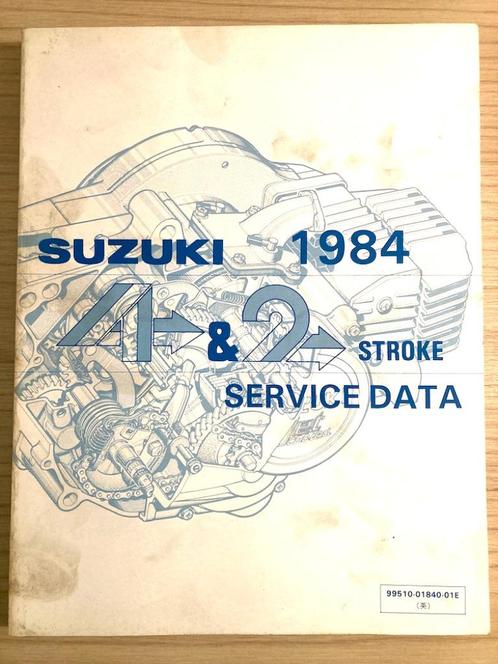 SUZUKI 1984
4 & 2 STROKE
SERVICE DATA
99510-01840-01E
(英)